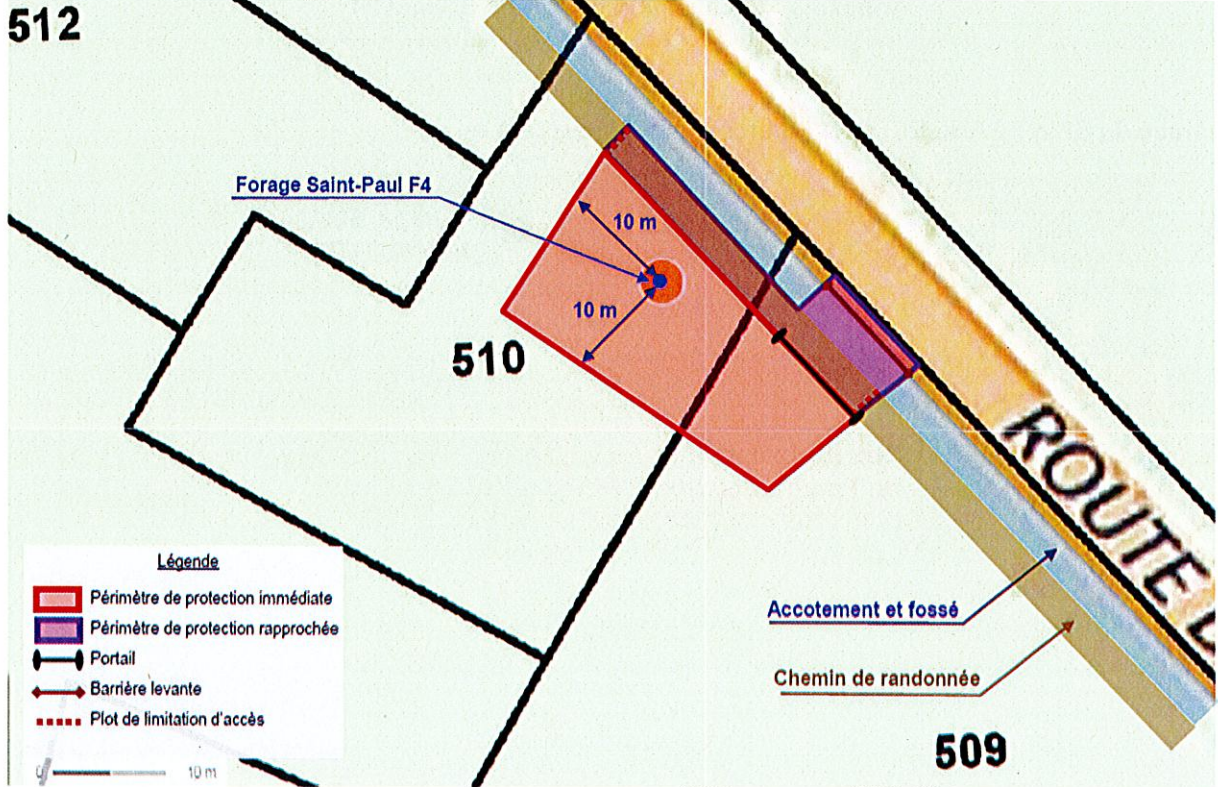 512
Forage Saint-Paul F4
10 m
10 m
510
ROUTE
Accotement et fossé
Chemin de randonnée
509
Légende
Périmètre de protection immédiate
Périmètre de protection rapprochée
Portail
Barrière levante
Plot de limitation d'accès
0
10 m